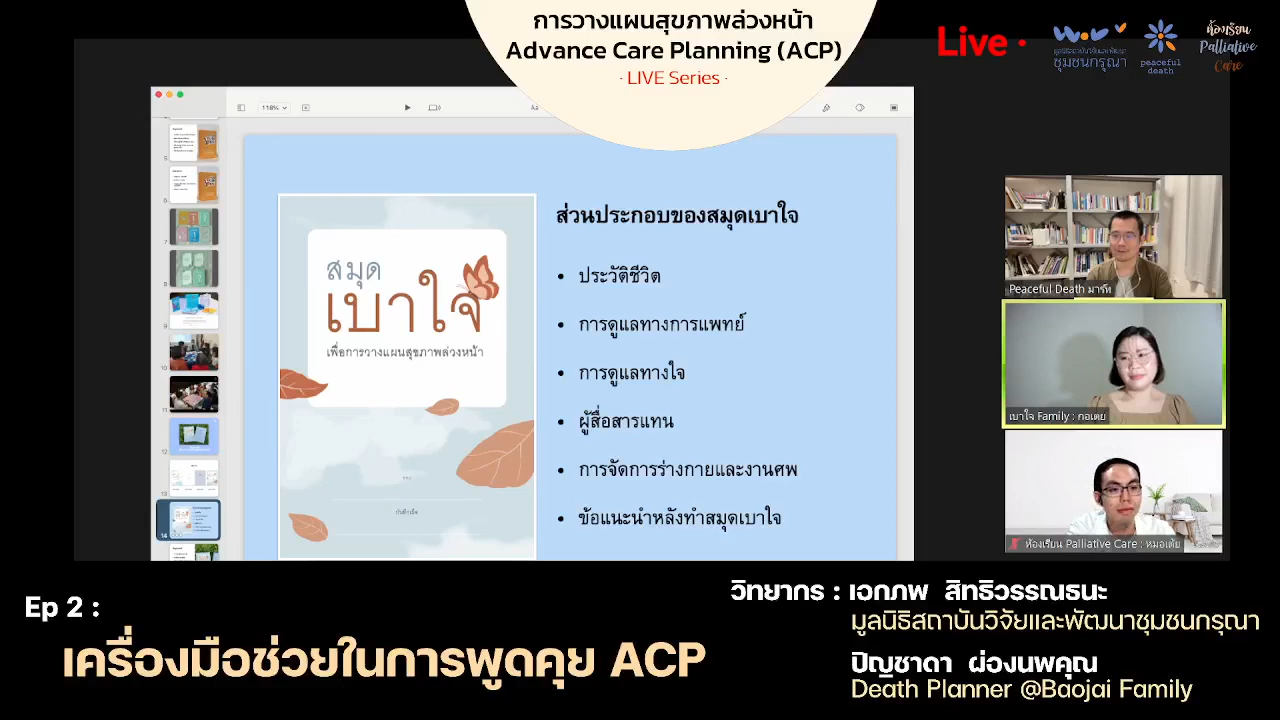 การวางแผนสุขภาพล่วงหน้า
Advance Care Planning (ACP)
· LIVE Series ·
Live ·
ชุมชนกรุณา
peaceful
death
ห้องเรียน
Palliative
Care
118%
ส่วนประกอบของสมุดเบาใจ
• ประวัติชีวิต
• การดูแลทางการแพทย์
• การดูแลทางใจ
• ผู้สื่อสารแทน
• การจัดการร่างกายและงานศพ
• ข้อแนะนำหลังทำสมุดเบาใจ
สมุด
เบาใจ
เพื่อการวางแผนสุขภาพล่วงหน้า
5
6
7
8
9
10
11
12
13
14
Peaceful Death มาร์ท
เบาใจ Family : กอเตย
ห้องเรียน Palliative Care : หมอเต้ย
Ep 2 :
เครื่องมือช่วยในการพูดคุย ACP
วิทยากร : เอกภพ สิทธิวรรณธนะ
มูลนิธิสถาบันวิจัยและพัฒนาชุมชนกรุณา
ปิญชาดา ผ่องนพคุณ
Death Planner @Baojai Family